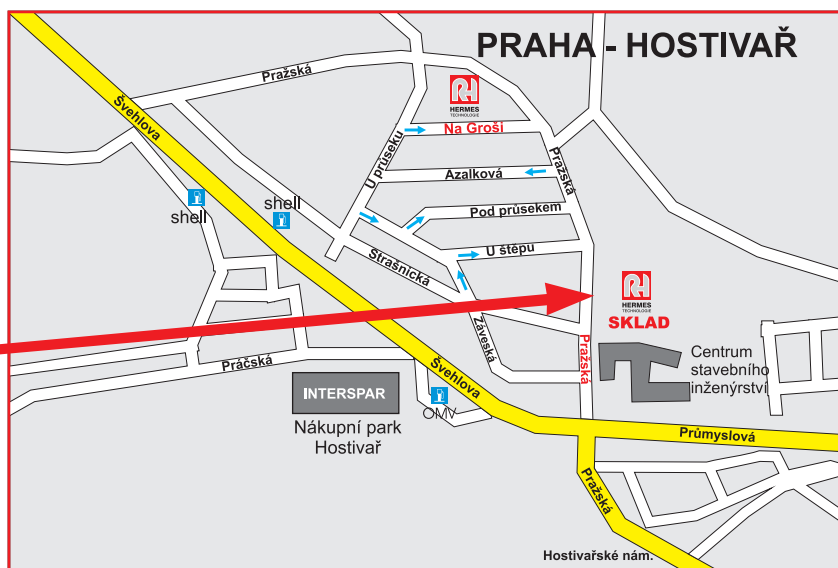 PRAHA - HOSTIVAŘ
Pražská
Švehlova
HERMES
TECHNOLOGIE
Na Groši
U průseku
Pražská
Azalková
shell
shell
Pod průsekem
U štěpu
Strašnická
HERMES
TECHNOLOGIE
SKLAD
Záveská
Pražská
Práčská
Švehlova
Centrum
stavebního
inženýrství
INTERSPAR
OMV
Nákupní park
Hostivař
Průmyslová
Pražská
Hostivařské nám.